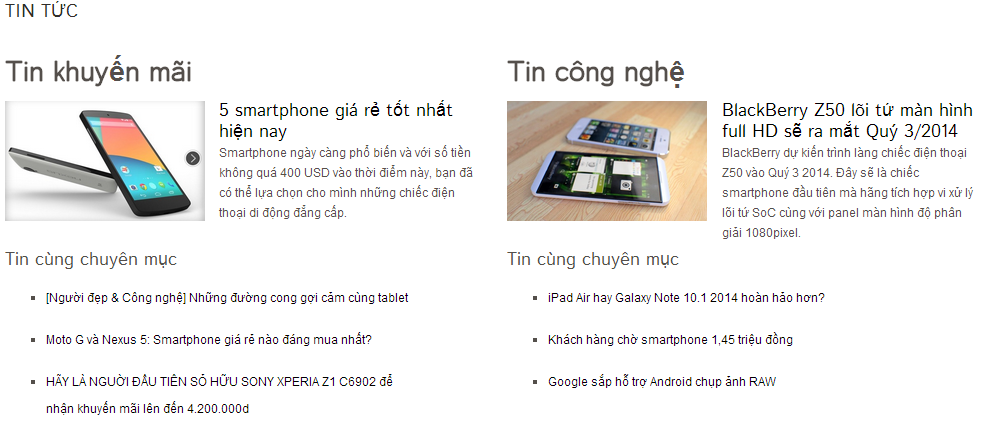 TIN TỨC
Tin khuyến mãi
5 smartphone giá rẻ tốt nhất
hiện nay
Smartphone ngày càng phổ biến và với số tiền
không quá 400 USD vào thời điểm này, bạn đã
có thể lựa chọn cho mình những chiếc điện
thoại di động đẳng cấp.
Tin cùng chuyên mục
[Người đẹp & Công nghệ] Những đường cong gợi cảm cùng tablet
Moto G và Nexus 5: Smartphone giá rẻ nào đáng mua nhất?
HÃY LÀ NGƯỜI ĐẦU TIÊN SỞ HỮU SONY XPERIA Z1 C6902 để
nhận khuyến mãi lên đến 4.200.000đ
Tin công nghệ
BlackBerry Z50 lõi tứ màn hình
full HD sẽ ra mắt Quý 3/2014
BlackBerry dự kiến trình làng chiếc điện thoại
Z50 vào Quý 3 2014. Đây sẽ là chiếc
smartphone đầu tiên mà hãng tích hợp vi xử lý
lõi tứ SoC cùng với panel màn hình độ phân
giải 1080pixel.
Tin cùng chuyên mục
iPad Air hay Galaxy Note 10.1 2014 hoàn hảo hơn?
Khách hàng chờ smartphone 1,45 triệu đồng
Google sắp hỗ trợ Android chụp ảnh RAW